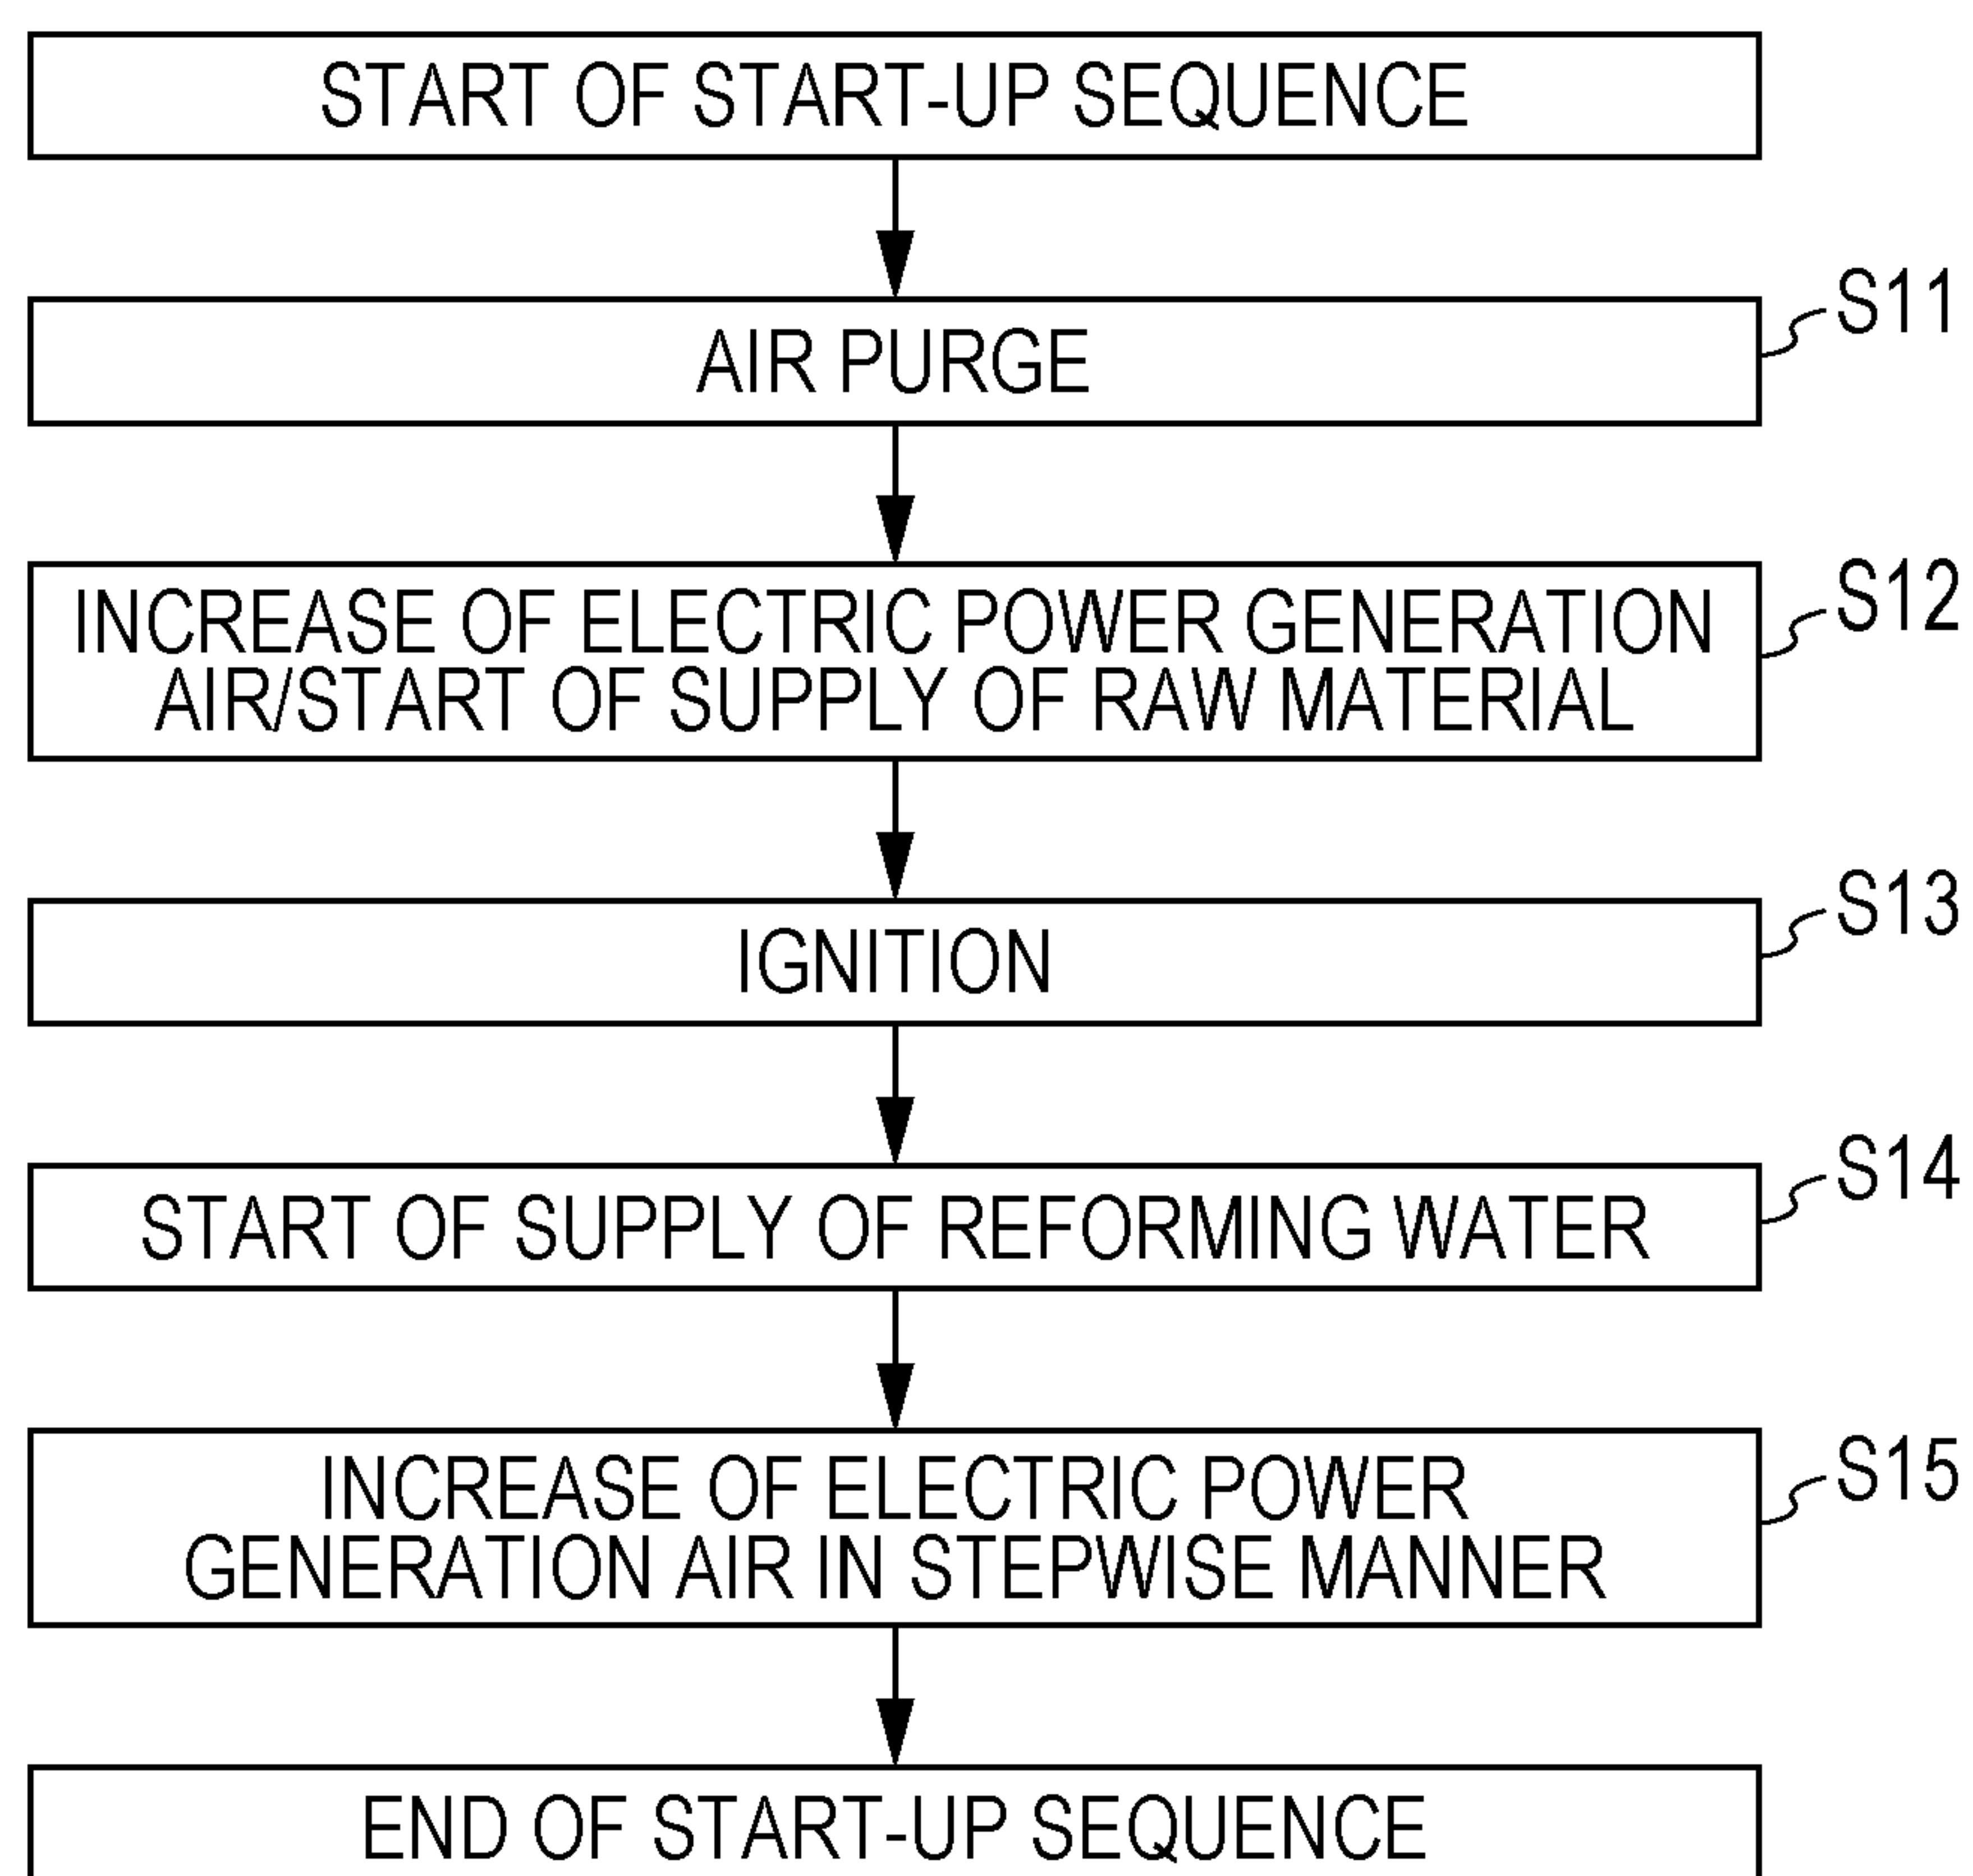 START OF START-UP SEQUENCE
S11
AIR PURGE
S12
INCREASE OF ELECTRIC POWER GENERATION
AIR/START OF SUPPLY OF RAW MATERIAL
S13
IGNITION
S14
START OF SUPPLY OF REFORMING WATER
S15
INCREASE OF ELECTRIC POWER
GENERATION AIR IN STEPWISE MANNER
END OF START-UP SEQUENCE